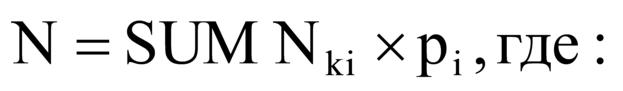 N = SUM N_ki × p_i , где :